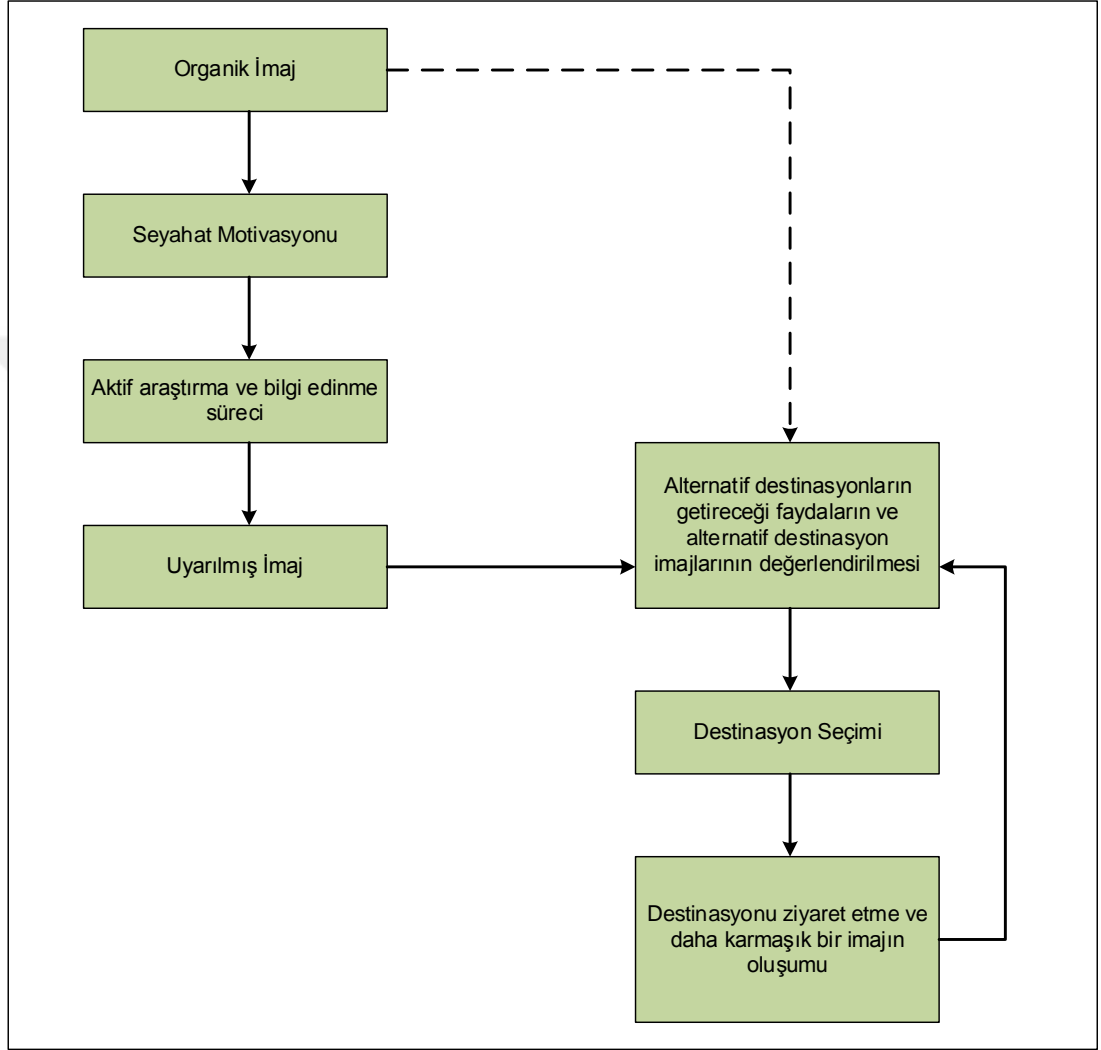 Organik İmaj
Seyahat Motivasyonu
Aktif araştırma ve bilgi edinme
süreci
Uyarılmış İmaj
Alternatif destinasyonların
getireceği faydaların ve
alternatif destinasyon
imajlarının değerlendirilmesi
Destinasyon Seçimi
Destinasyonu ziyaret etme ve
daha karmaşık bir imajın
oluşumu